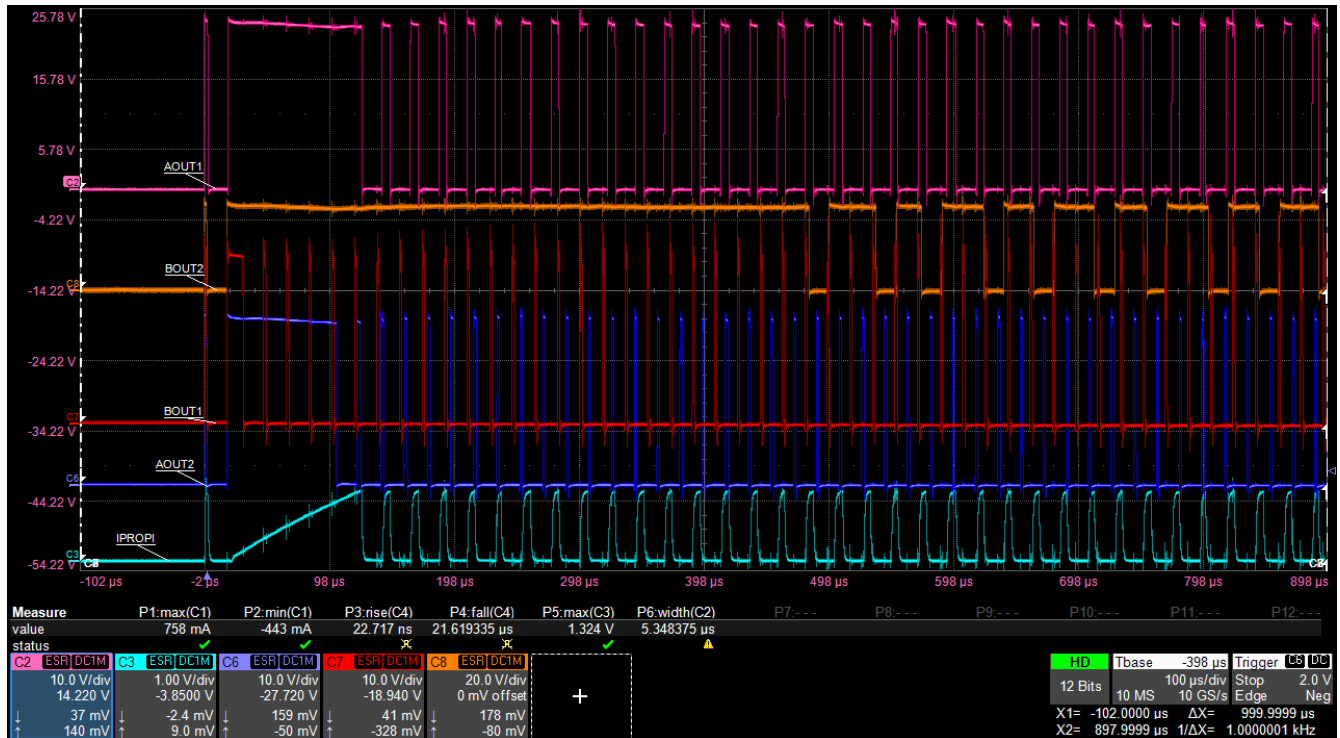 25.78 V
15.78 V
5.78 V
AOUT1
C2
-4.22 V
BOUT2
C8
-14.22 V
-24.22 V
BOUT1
C7
-34.22 V
AOUT2
C6
-44.22 V
IPROPI
C3
-54.22 V
-102 µs -2 µs 98 µs 198 µs 298 µs 398 µs 498 µs 598 µs 698 µs 798 µs 898 µs
Measure P1:max(C1) P2:min(C1) P3:rise(C4) P4:fall(C4) P5:max(C3) P6:width(C2) P7:- - - P8:- - - P9:- - - P10:- - - P11:- - - P12:- - -
value 758 mA -443 mA 22.717 ns 21.619335 µs 1.324 V 5.348375 µs
status
C2 ESR DC1M C3 ESR DC1M C6 ESR DC1M C7 ESR DC1M C8 ESR DC1M
10.0 V/div 1.00 V/div 10.0 V/div 10.0 V/div 20.0 V/div
14.220 V -3.8500 V -27.720 V -18.940 V 0 mV offset
↓ 37 mV ↓ -2.4 mV ↓ 159 mV ↓ 41 mV ↓ 178 mV
↑ 140 mV ↑ 9.0 mV ↑ -50 mV ↑ -328 mV ↑ -80 mV
+
HD Tbase -398 µs Trigger C6 DC
12 Bits 100 µs/div Stop 2.0 V
10 MS 10 GS/s Edge Neg
X1= -102.0000 µs ΔX= 999.9999 µs
X2= 897.9999 µs 1/ΔX= 1.0000001 kHz